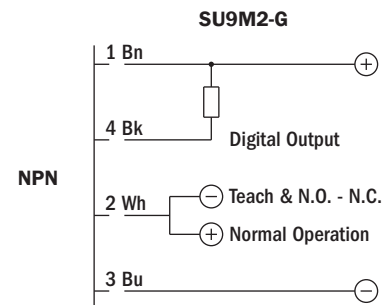 SU9M2-G
1 Bn
+
4 Bk
Digital Output
NPN
2 Wh
− Teach & N.O. - N.C.
+ Normal Operation
3 Bu
−